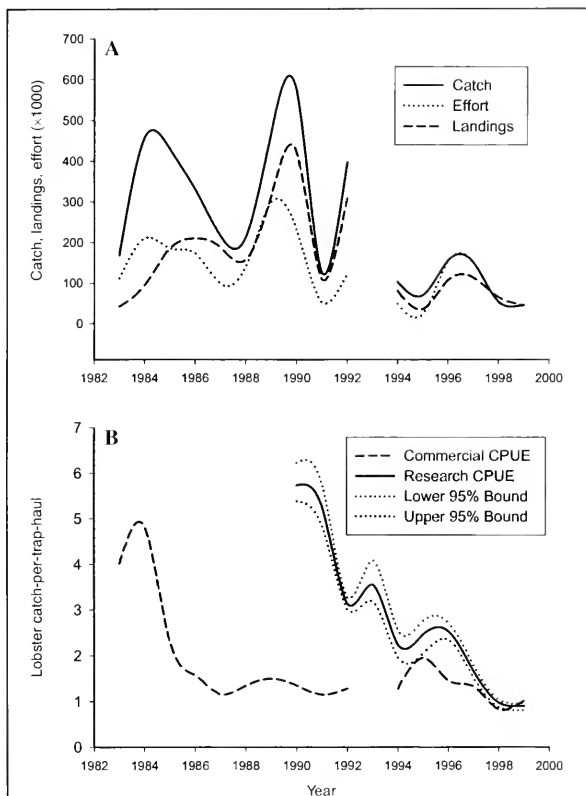 A
Catch, landings, effort (×1000)
700
600
500
400
300
200
100
0
Catch
Effort
Landings
1982 1984 1986 1988 1990 1992 1994 1996 1998 2000
B
Lobster catch-per-trap-haul
7
6
5
4
3
2
1
0
Commercial CPUE
Research CPUE
Lower 95% Bound
Upper 95% Bound
1982 1984 1986 1988 1990 1992 1994 1996 1998 2000
Year